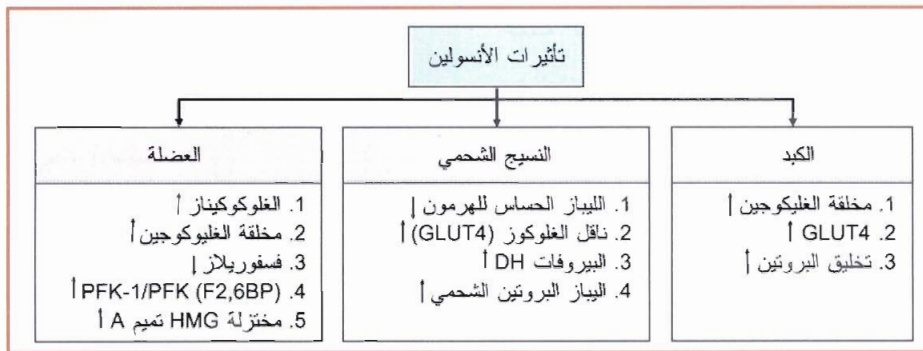 تأثيرات الأنسولين
الكبد
1. مخلقة الغليكوجين ↑
2. GLUT4 ↑
3. تخليق البروتين ↑
النسيج الشحمي
1. الليباز الحساس للهرمون ↓
2. ناقل الغلوكوز (GLUT4) ↑
3. البيروفات DH ↑
4. اليباز البروتين الشحمي ↑
العضلة
1. الغلوكوكيناز ↑
2. مخلقة الغليوكوجين ↑
3. فسفوريلاز ↓
4. PFK-1/PFK (F2,6BP) ↑
5. مختزلة HMG تميم A ↑